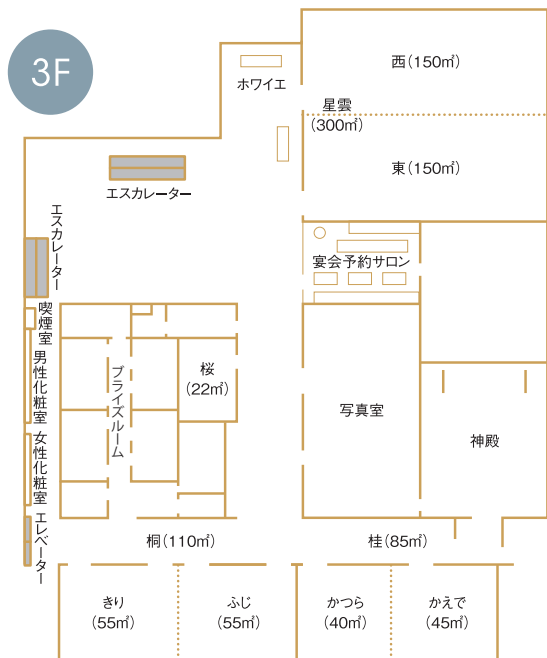 3F
西(150㎡)
ホワイエ
星雲
(300㎡)
東(150㎡)
エスカレーター
エスカレーター
宴会予約サロン
喫煙室
男性化粧室
ブライズルーム
桜
(22㎡)
写真室
神殿
女性化粧室
エレベーター
桐(110㎡)
桂(85㎡)
きり
(55㎡)
ふじ
(55㎡)
かつら
(40㎡)
かえで
(45㎡)